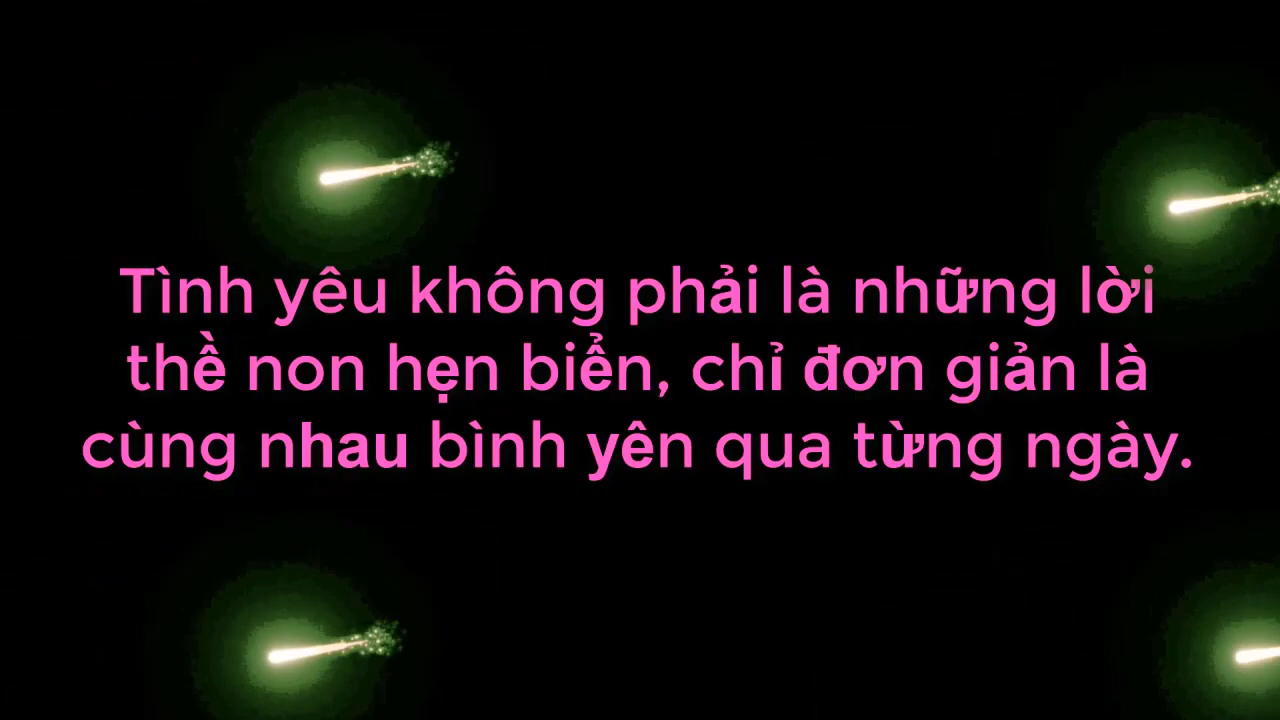 Tình yêu không phải là những lời
thề non hẹn biển, chỉ đơn giản là
cùng nhau bình yên qua từng ngày.